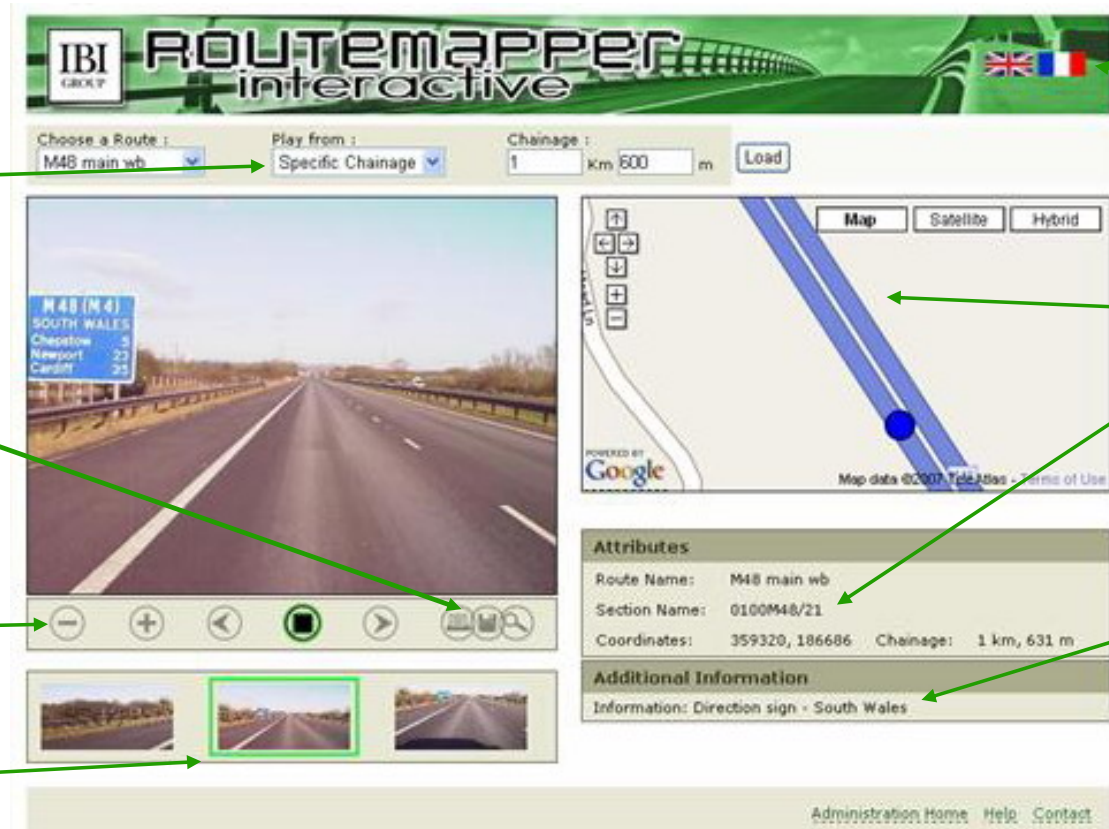 IBI
GROUP
ROUTEMAPPER
interactive
Choose a Route :
M48 main wb
Play from :
Specific Chainage
Chainage :
1 Km 600 m
Load
Map Satellite Hybrid
M48 (M4)
SOUTH WALES
Chepstow 5
Newport 23
Cardiff 35
POWERED BY
Google
Map data ©2007 Tele Atlas - Terms of Use
Attributes
Route Name: M48 main wb
Section Name: 0100M48/21
Coordinates: 359320, 186686 Chainage: 1 km, 631 m
Additional Information
Information: Direction sign - South Wales
Administration Home Help Contact